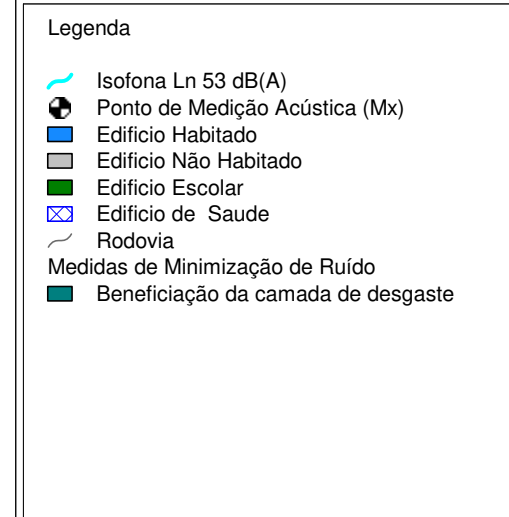 Legenda
Isofona Ln 53 dB(A)
Ponto de Medição Acústica (Mx)
Edificio Habitado
Edificio Não Habitado
Edificio Escolar
Edificio de Saude
Rodovia
Medidas de Minimização de Ruído
Beneficiação da camada de desgaste